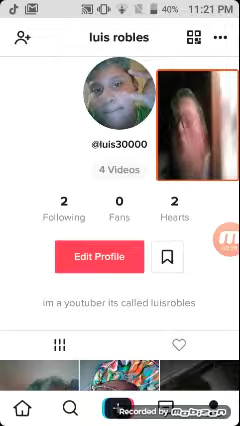 40% 11:21 PM
luis robles
@luis30000
4 Videos
2 0 2
Following Fans Hearts
Edit Profile
im a youtuber its called luisrobles
Recorded by mobizen